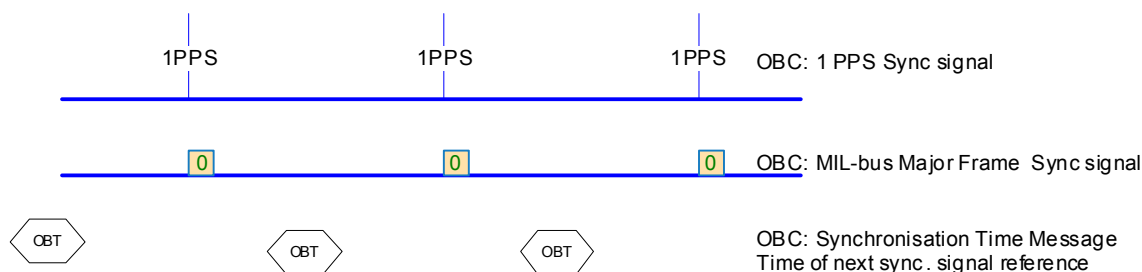 1PPS 1PPS 1PPS OBC: 1 PPS Sync signal
0 0 0 OBC: MIL-bus Major Frame Sync signal
OBT OBT OBT OBC: Synchronisation Time Message
Time of next sync. signal reference